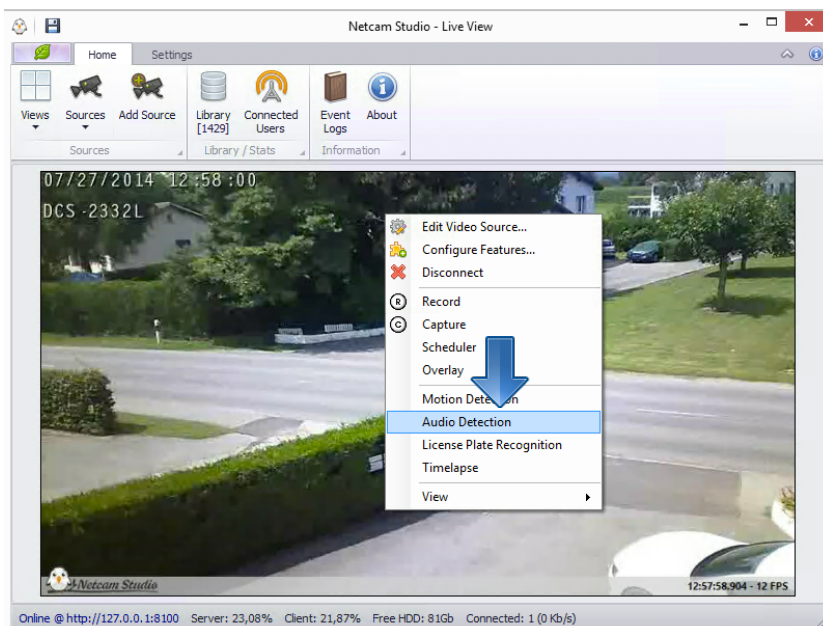 Netcam Studio - Live View
Home
Settings
Views
Sources
Add Source
Library
[1429]
Connected
Users
Event
Logs
About
Sources
Library / Stats
Information
07/27/2014 12:58:00
DCS-2332L
Edit Video Source...
Configure Features...
Disconnect
R
Record
C
Capture
Scheduler
Overlay
Motion Detection
Audio Detection
License Plate Recognition
Timelapse
View
Netcam Studio
12:57:58.904 - 12 FPS
Online @ http://127.0.0.1:8100 Server: 23,08% Client: 21,87% Free HDD: 81Gb Connected: 1 (0 Kb/s)